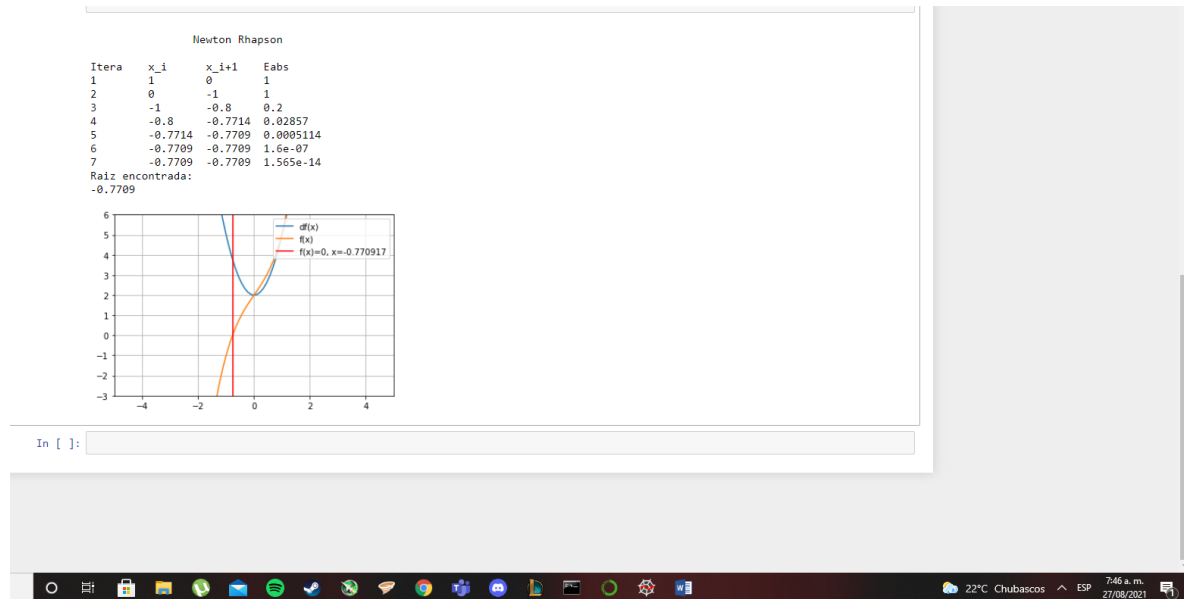 Newton Rhapson
Itera x_i x_i+1 Eabs
1 1 0 1
2 0 -1 1
3 -1 -0.8 0.2
4 -0.8 -0.7714 0.02857
5 -0.7714 -0.7709 0.0005114
6 -0.7709 -0.7709 1.6e-07
7 -0.7709 -0.7709 1.565e-14
Raiz encontrada:
-0.7709
6
5
4
3
2
1
0
−1
−2
−3
−4 −2 0 2 4
df(x)
f(x)
f(x)=0, x=-0.770917
In [ ]:
22°C Chubascos ESP 7:46 a. m.
27/08/2021
1